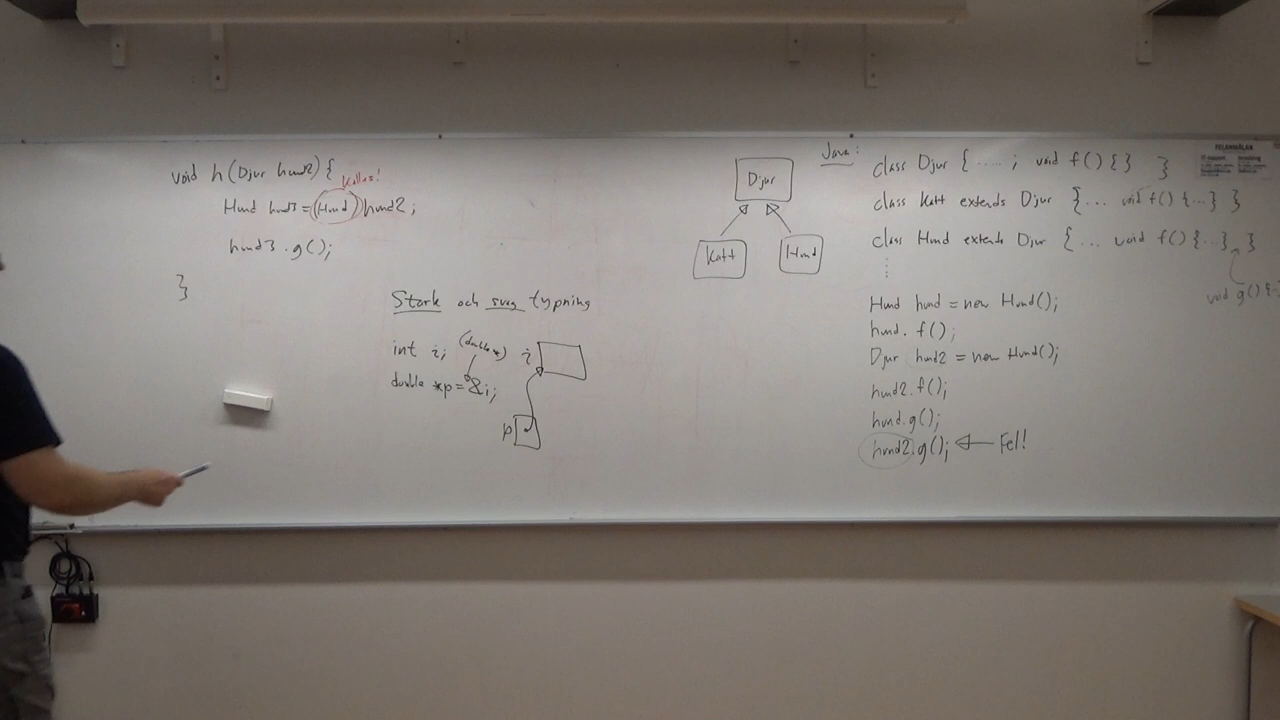 void h(Djur hund2) {
Kollas!
Hund hund3 = (Hund) hund2;
hund3.g();
}
Stark och svag typning
int i;
(double *)
double *p = &i;
i
p
Djur
Katt
Hund
Java:
class Djur { ..... ; void f() { } }
class Katt extends Djur { ... void f() {...} }
class Hund extends Djur { ... void f() {...} }
void g() {
Hund hund = new Hund();
hund.f();
Djur hund2 = new Hund();
hund2.f();
hund.g();
hund2.g(); Fel!
FELANMÄLAN